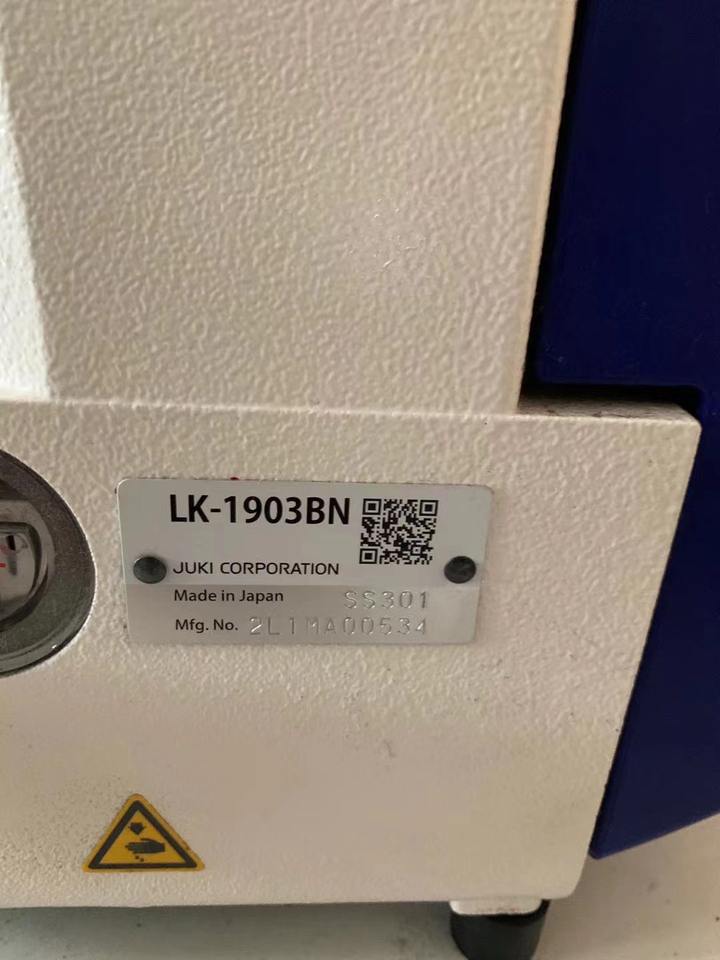 LK-1903BN
JUKI CORPORATION
Made in Japan SS301
Mfg. No. 2L1MA00534